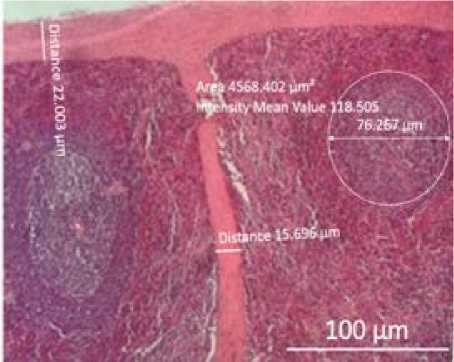 Distance 22.003 µm
Area 4568.402 µm²
Intensity Mean Value 118.505
76.267 µm
Distance 15.696 µm
100 µm